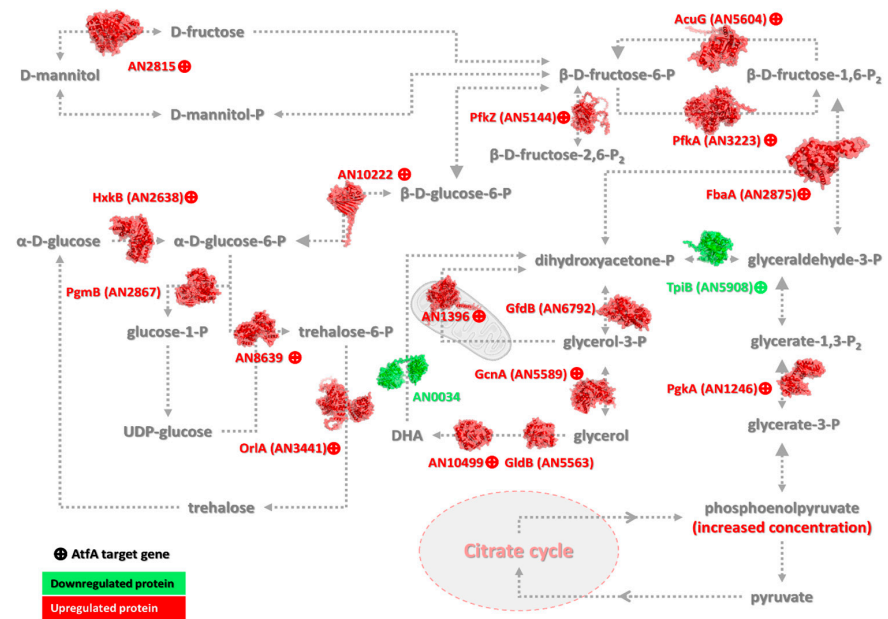 AcuG (AN5604) ⊕
D-fructose
AN2815 ⊕
D-mannitol
β-D-fructose-6-P
β-D-fructose-1,6-P₂
D-mannitol-P
PfkZ (AN5144) ⊕
PfkA (AN3223) ⊕
β-D-fructose-2,6-P₂
AN10222 ⊕
β-D-glucose-6-P
HxkB (AN2638)⊕
FbaA (AN2875)⊕
α-D-glucose
α-D-glucose-6-P
dihydroxyacetone-P
glyceraldehyde-3-P
PgmB (AN2867)
TpiB (AN5908) ⊕
AN1396 ⊕
GfdB (AN6792)
glucose-1-P
trehalose-6-P
glycerol-3-P
glycerate-1,3-P₂
AN8639 ⊕
GcnA (AN5589) ⊕
PgkA (AN1246)⊕
AN0034
UDP-glucose
OrlA (AN3441)⊕
DHA
glycerol
glycerate-3-P
AN10499 ⊕ GldB (AN5563)
trehalose
phosphoenolpyruvate
(increased concentration)
Citrate cycle
⊕ AtfA target gene
Downregulated protein
Upregulated protein
pyruvate